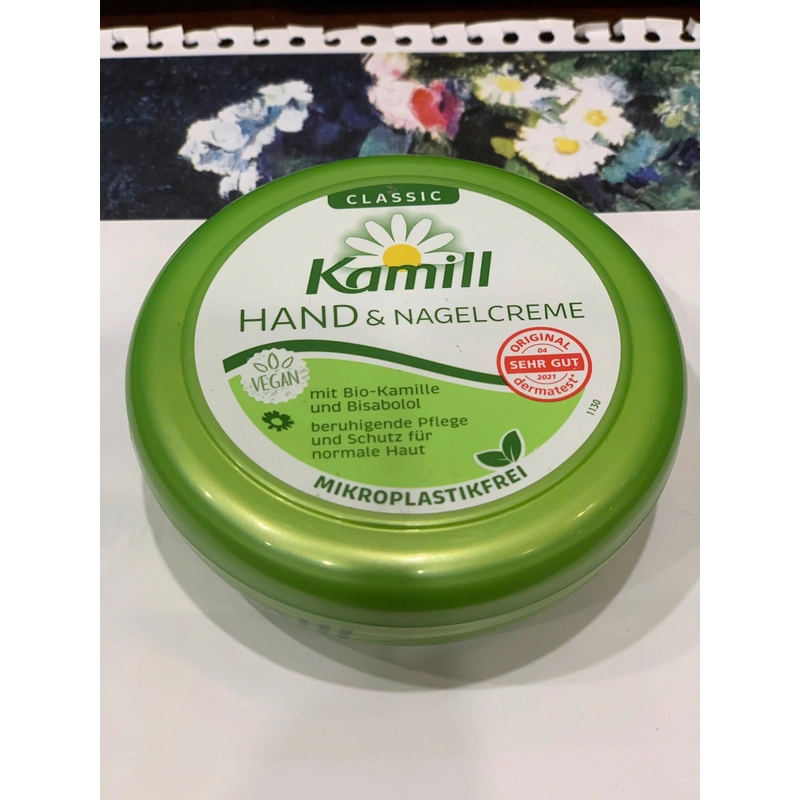 CLASSIC
Kamill
HAND & NAGELCREME
ORIGINAL
04
SEHR GUT
2021
dermatest®
VEGAN
mit Bio-Kamille
und Bisabolol
beruhigende Pflege
und Schutz für
normale Haut
1130
MIKROPLASTIKFREI